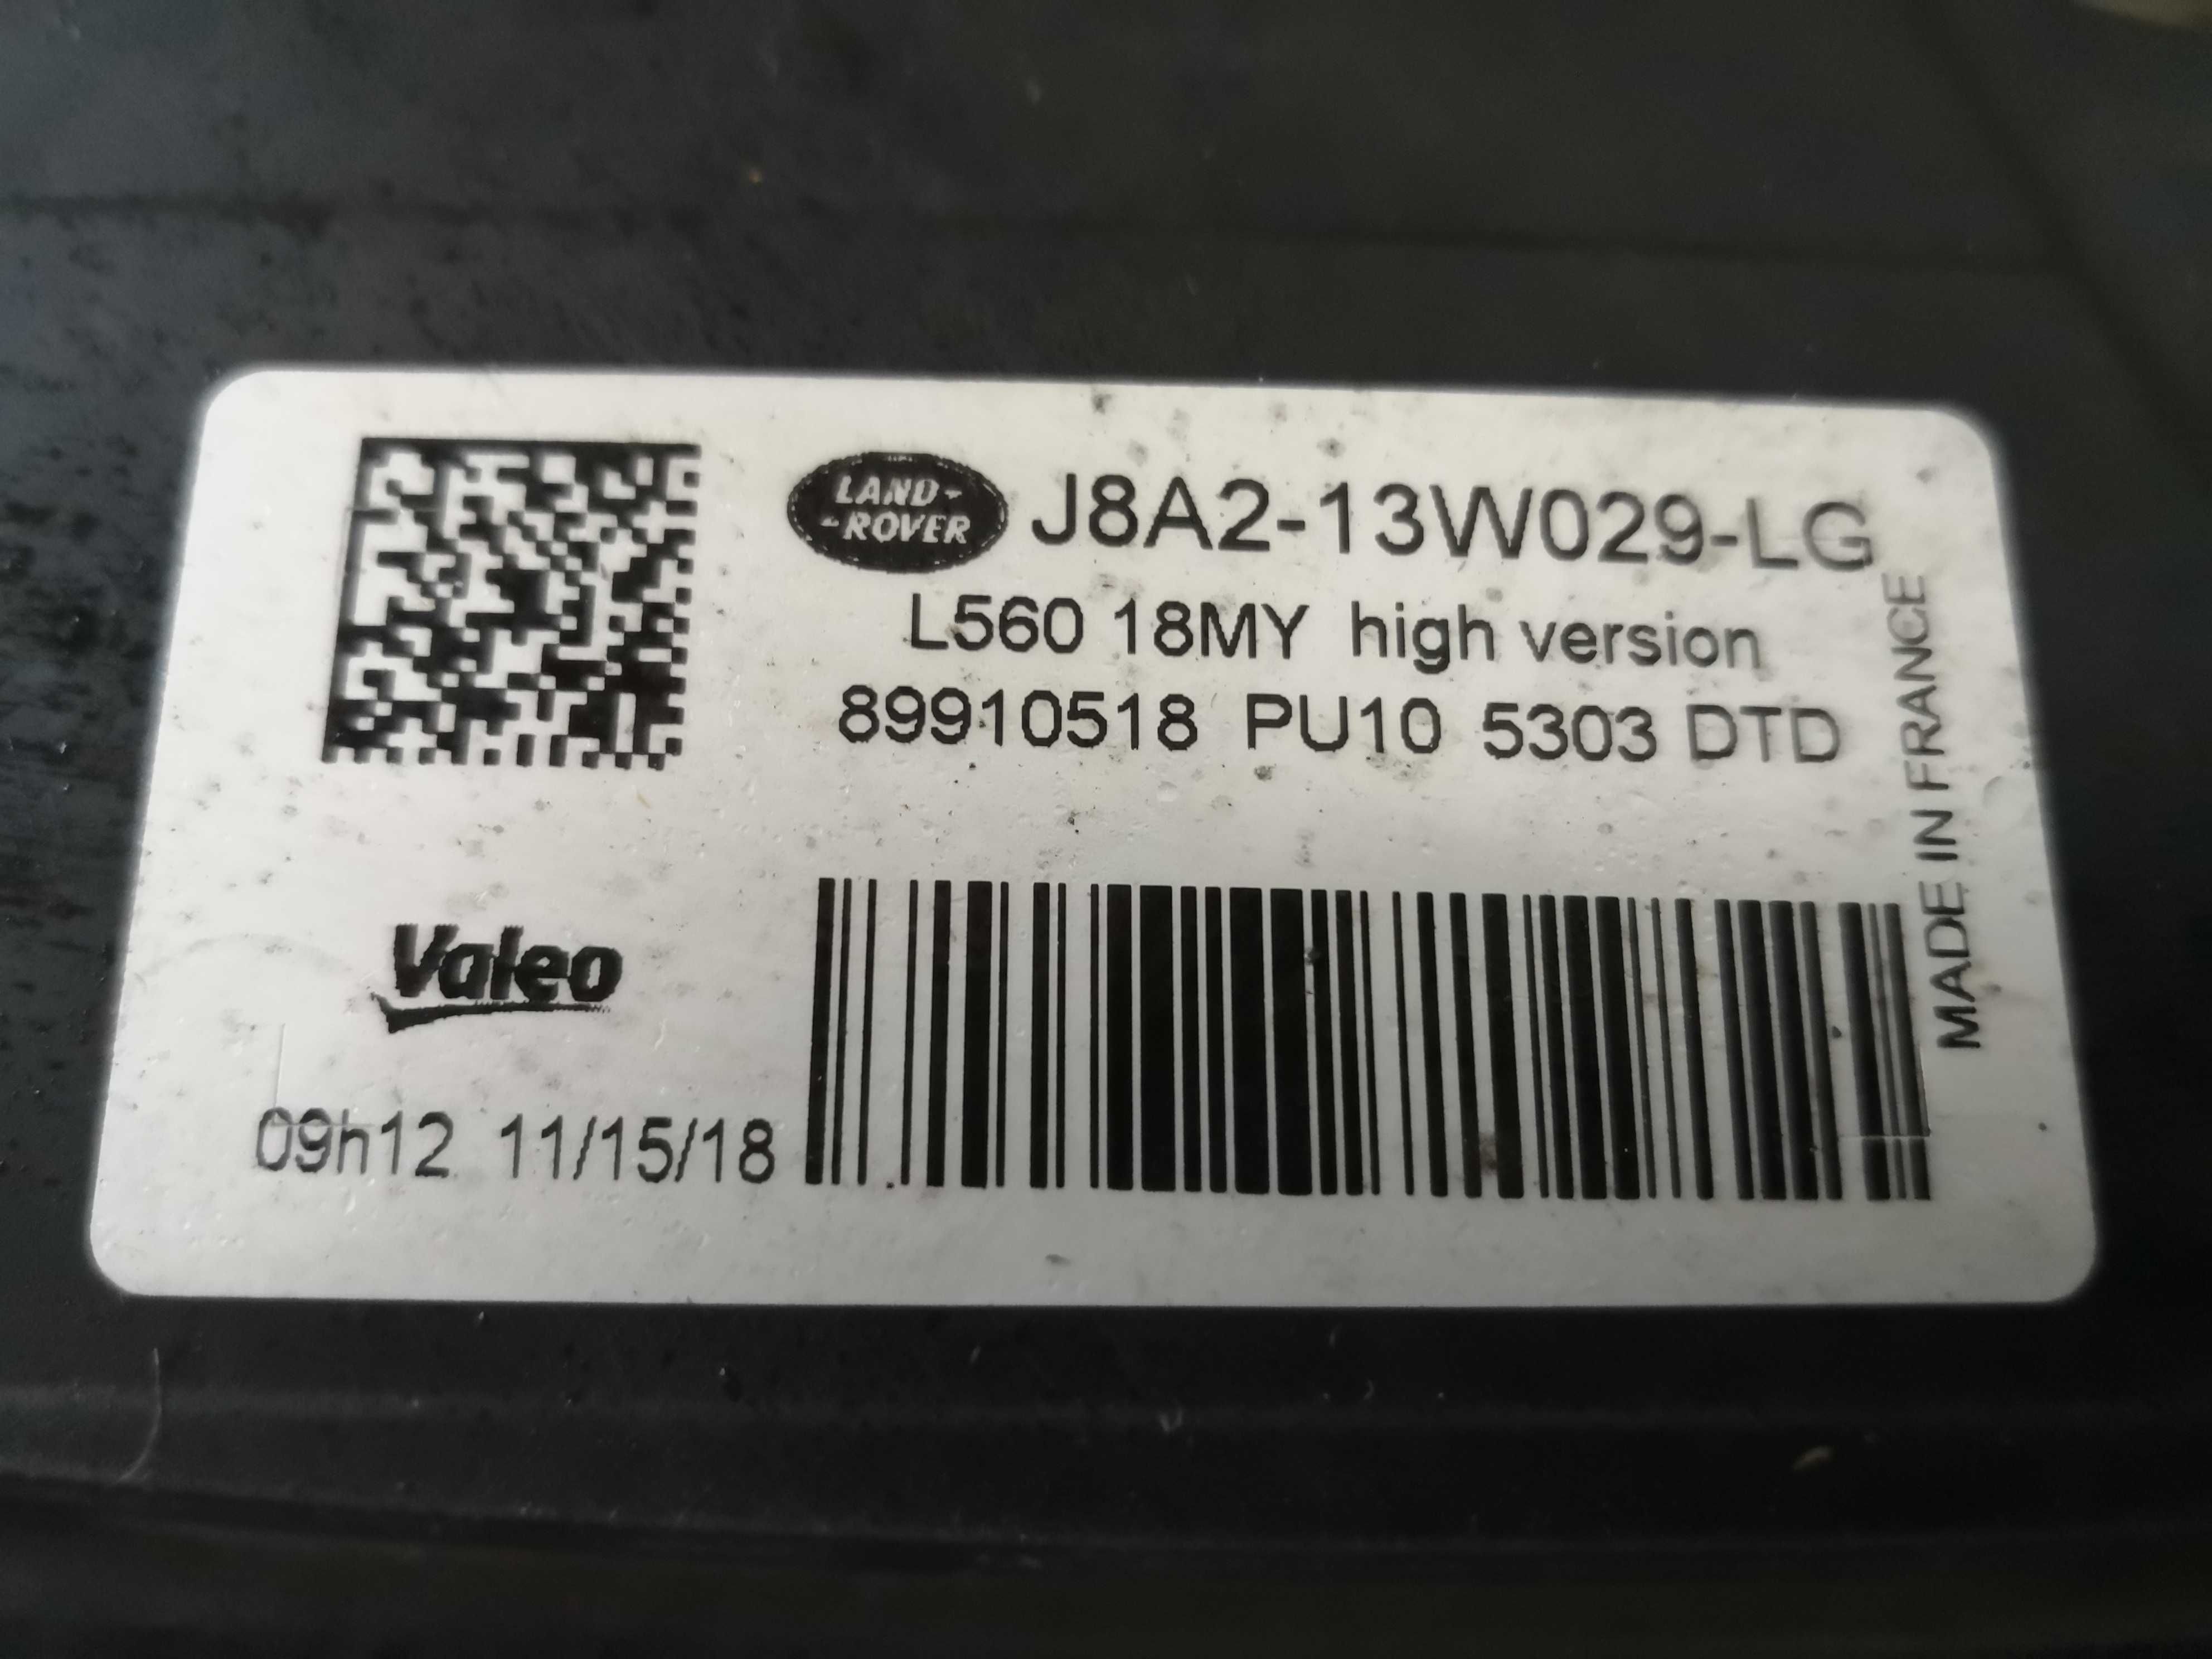 LAND-
-ROVER
J8A2-13W029-LG
L560 18MY high version
89910518 PU10 5303 DTD
MADE IN FRANCE
Valeo
09h12 11/15/18